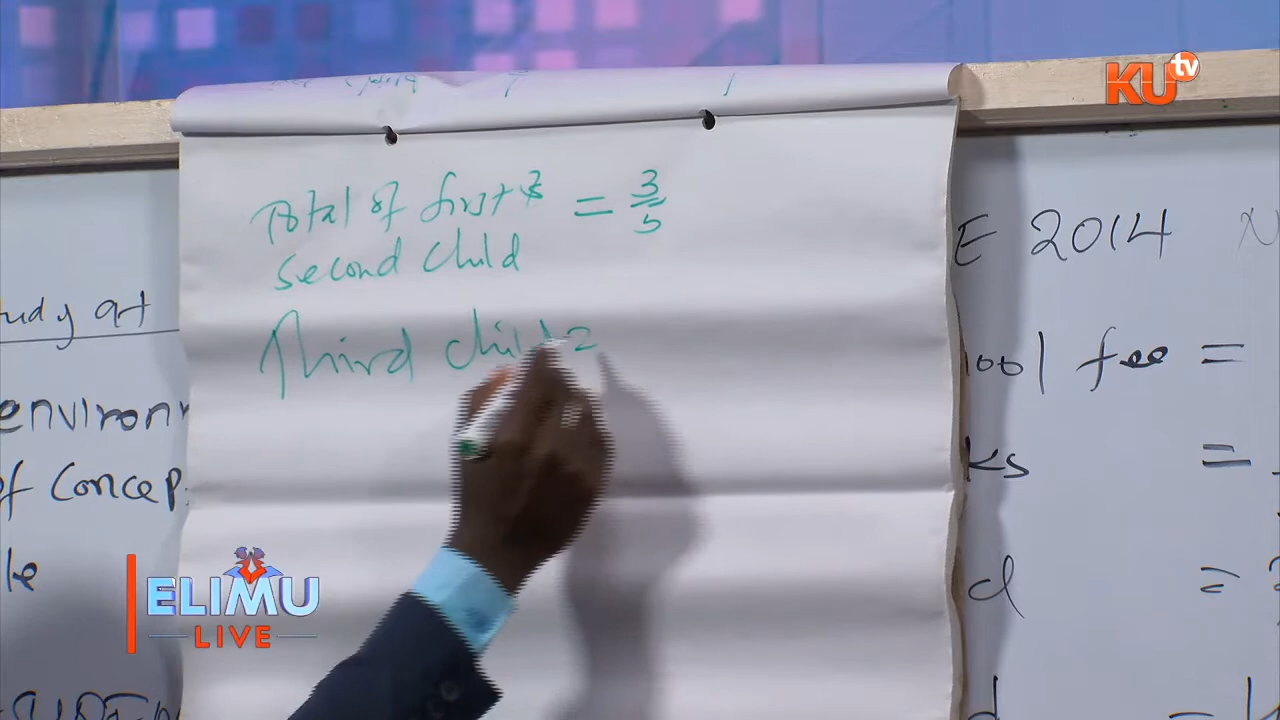 KU tv
Total of first &
second child
= 3/5
Third child =
E 2014 N
ool fee =
ks =
d =
d =
udy at
environ
of Concep
le
ELIMU
LIVE